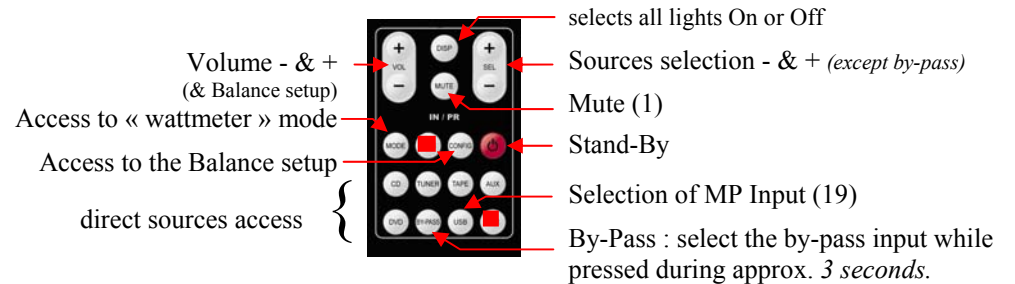 selects all lights On or Off
Volume - & +
(& Balance setup)
Sources selection - & + (except by-pass)
Mute (1)
Access to « wattmeter » mode
Stand-By
Access to the Balance setup
Selection of MP Input (19)
direct sources access
By-Pass : select the by-pass input while
pressed during approx. 3 seconds.
+ DISP +
VOL SEL
- MUTE -
IN / PR
MODE CONFIG
CD TUNER TAPE AUX
DVD BY-PASS USB